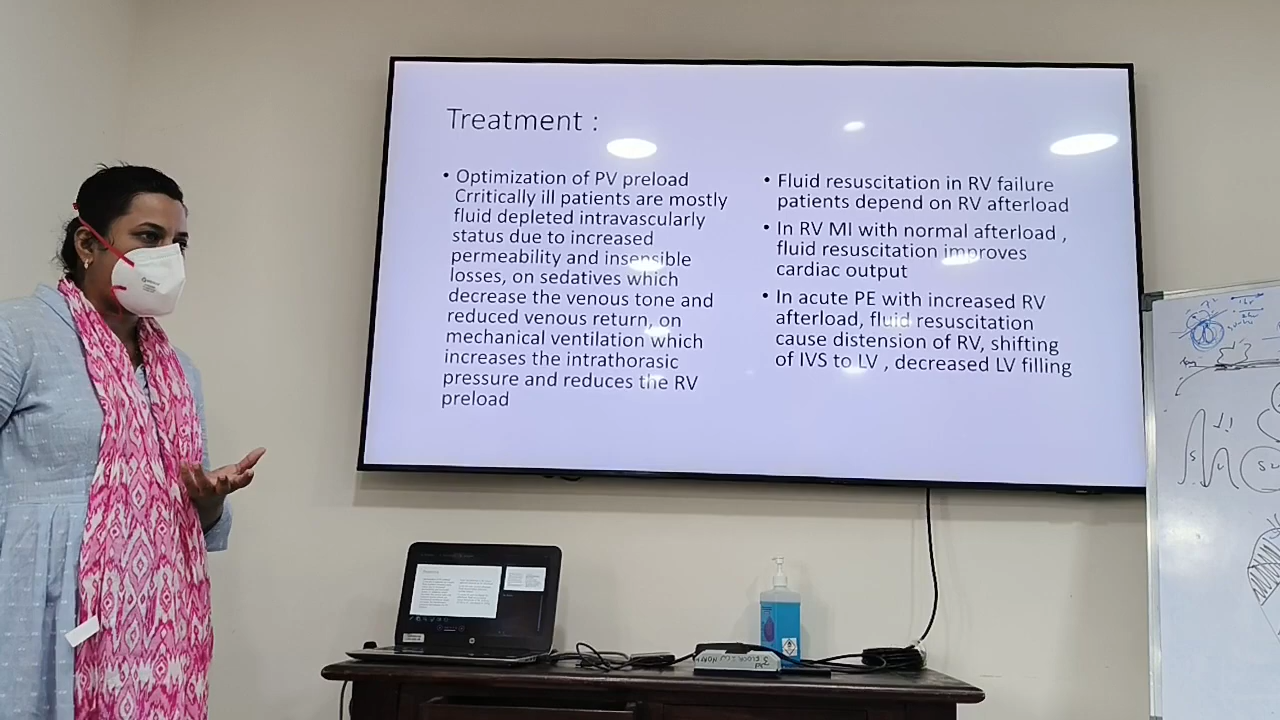 Treatment :
• Optimization of PV preload
Crritically ill patients are mostly
fluid depleted intravascularly
status due to increased
permeability and insensible
losses, on sedatives which
decrease the venous tone and
reduced venous return, on
mechanical ventilation which
increases the intrathorasic
pressure and reduces the RV
preload
• Fluid resuscitation in RV failure
patients depend on RV afterload
• In RV MI with normal afterload ,
fluid resuscitation improves
cardiac output
• In acute PE with increased RV
afterload, fluid resuscitation
cause distension of RV, shifting
of IVS to LV , decreased LV filling